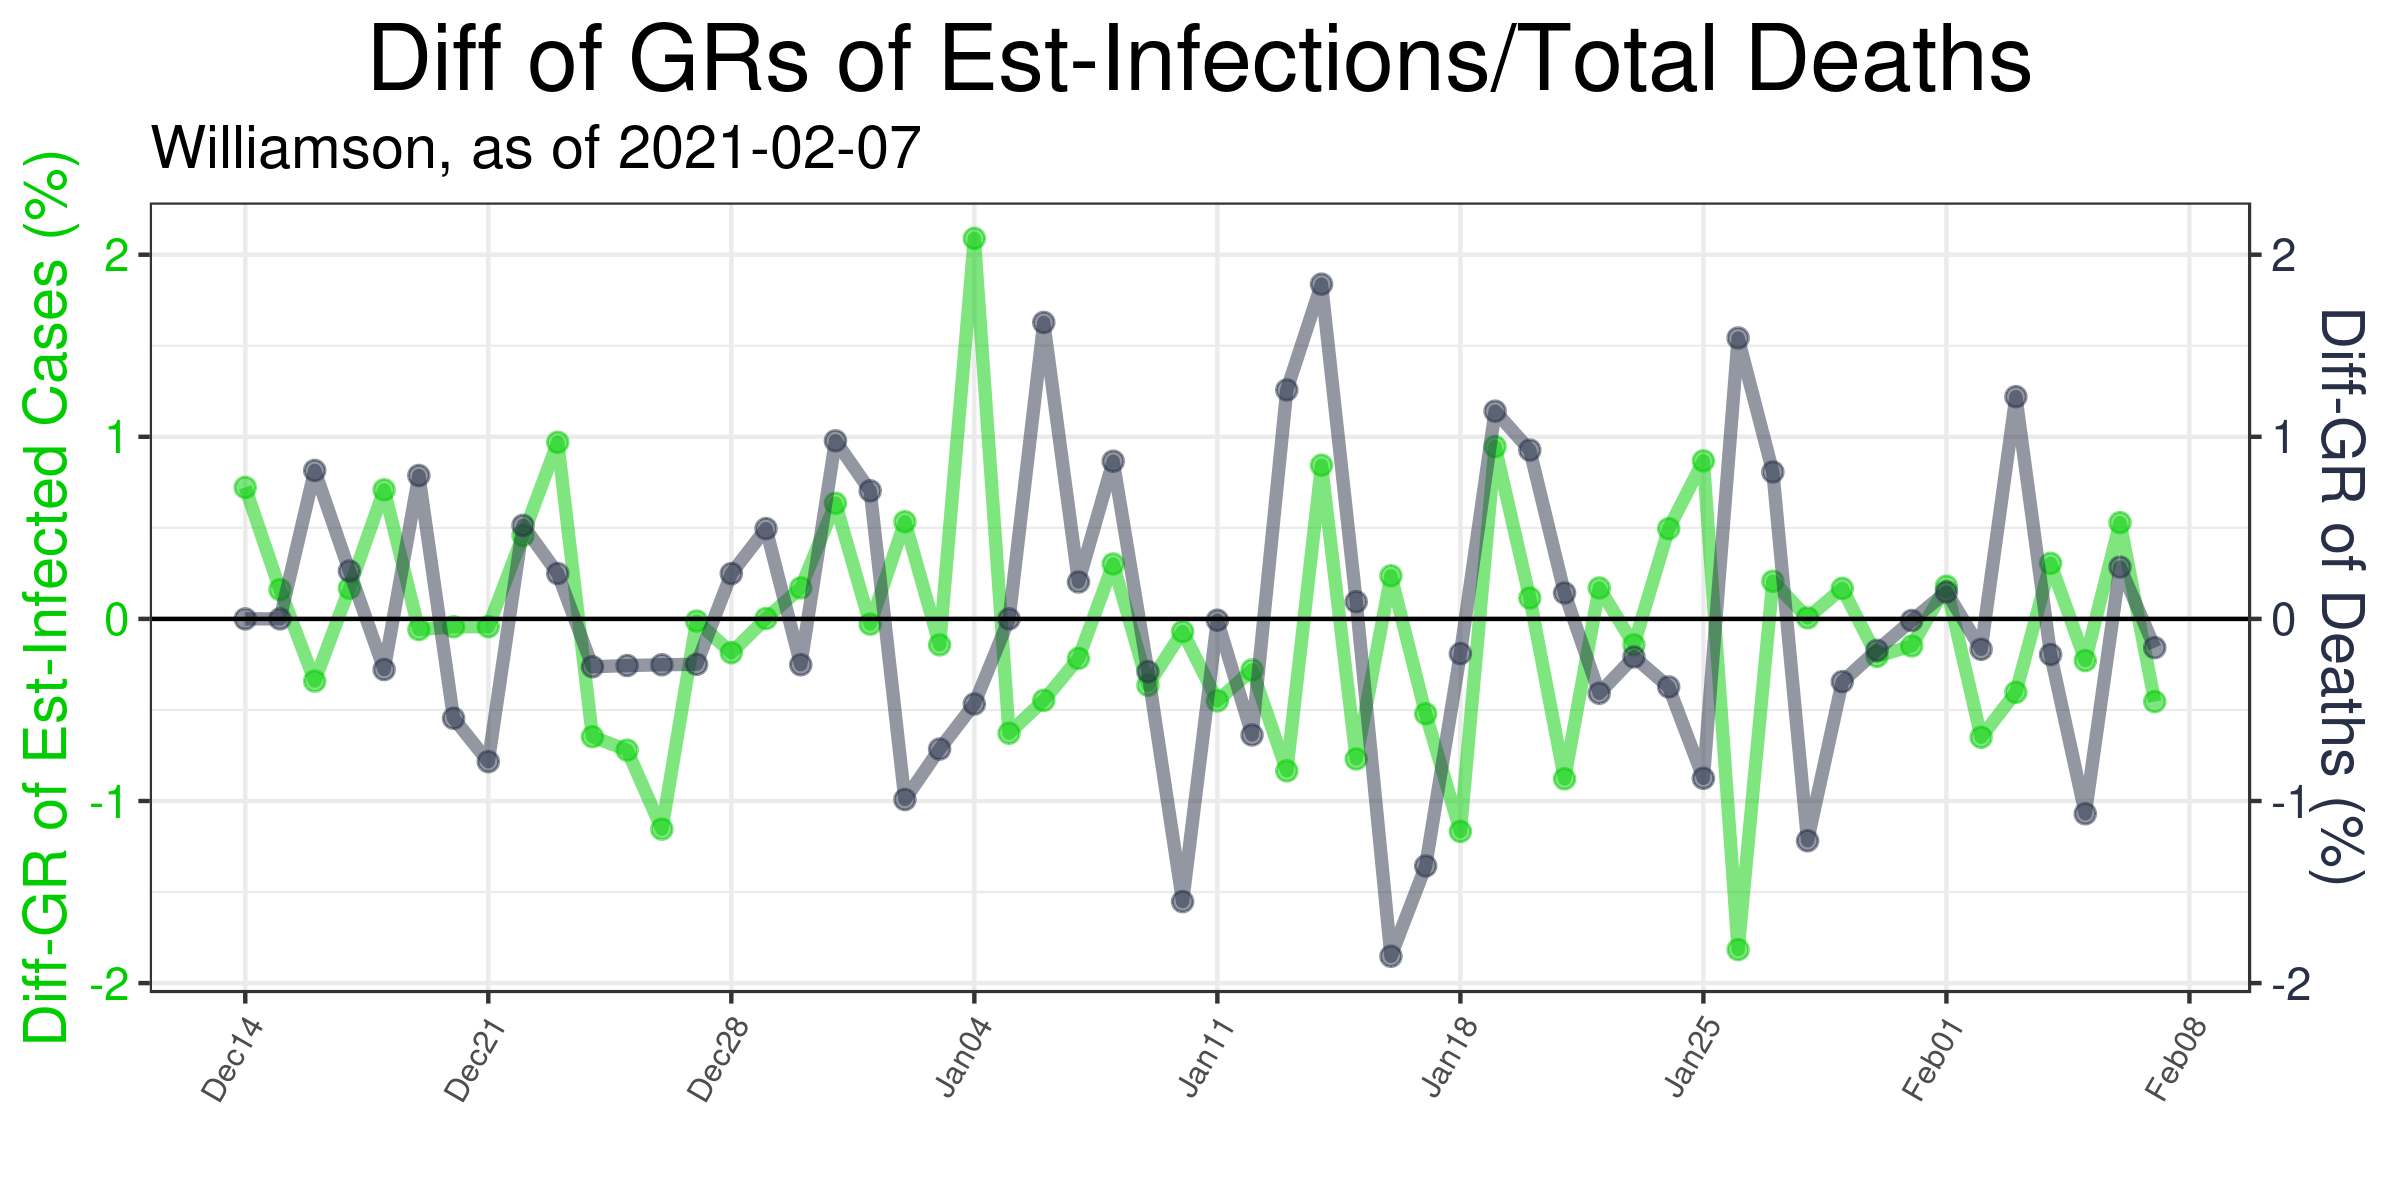 Diff of GRs of Est-Infections/Total Deaths
Williamson, as of 2021-02-07
Diff-GR of Est-Infected Cases (%)
2
1
0
-1
-2
2
1
0
-1
-2
Diff-GR of Deaths (%)
Dec14
Dec21
Dec28
Jan04
Jan11
Jan18
Jan25
Feb01
Feb08